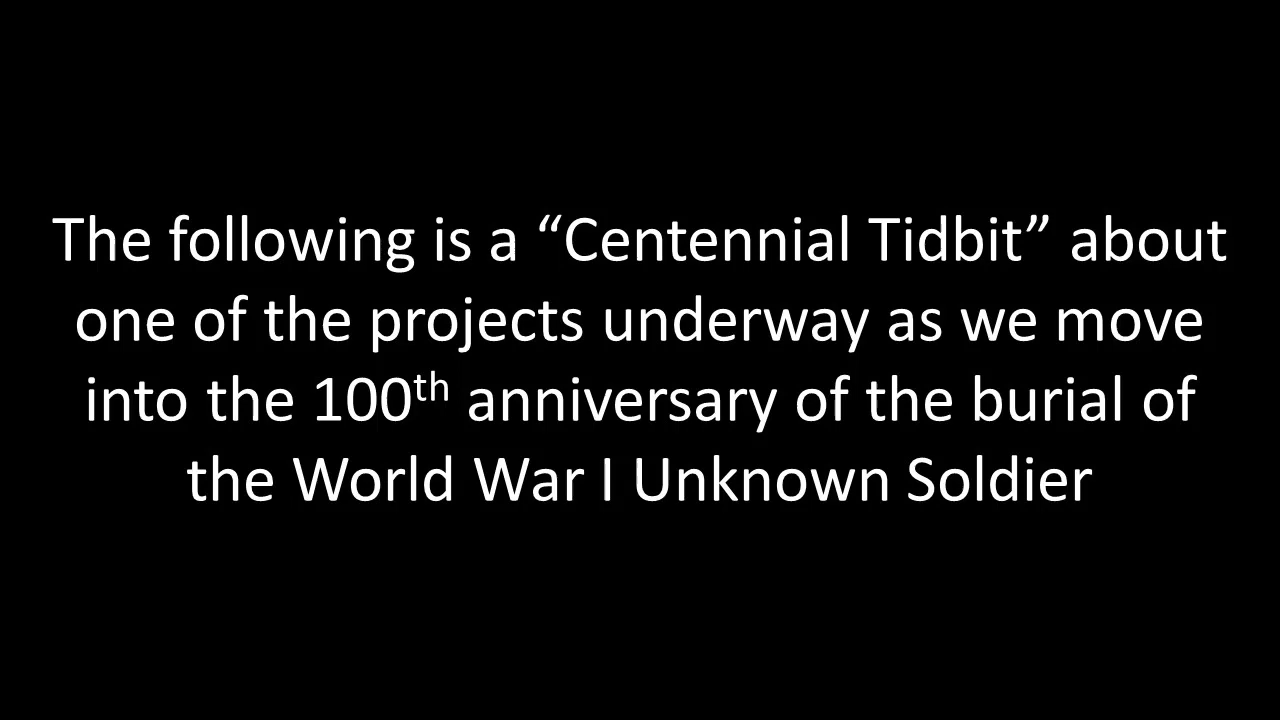 The following is a “Centennial Tidbit” about
one of the projects underway as we move
into the 100th anniversary of the burial of
the World War I Unknown Soldier